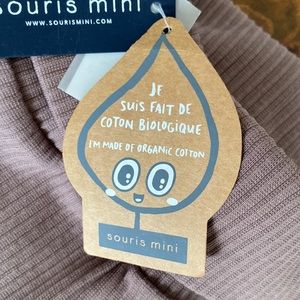 souris mini
WWW.SOURISMINI.COM
JE
SUIS FAIT DE
COTON BIOLOGIQUE
I'M MADE OF ORGANIC COTTON
souris mini